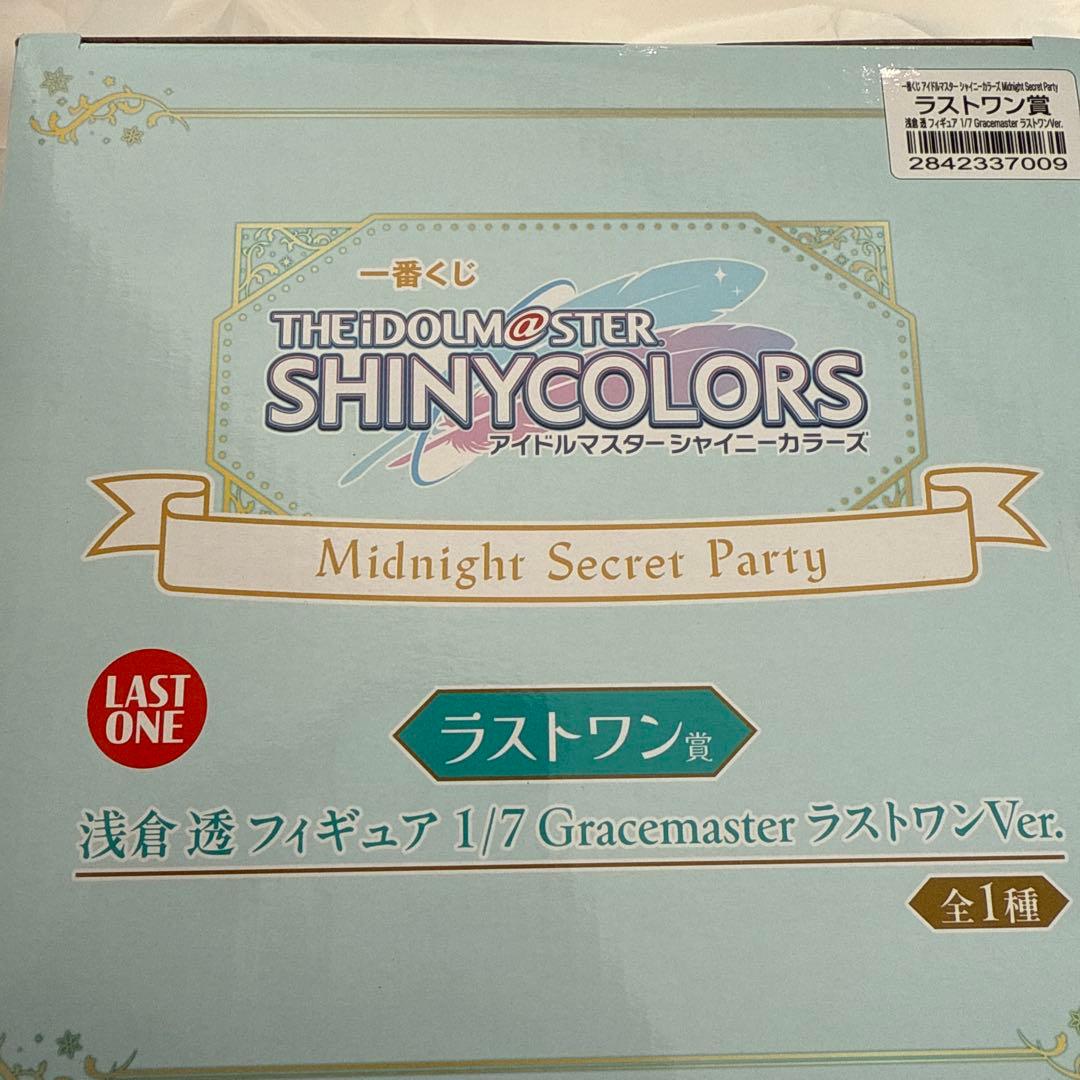 一番くじ アイドルマスター シャイニーカラーズ Midnight Secret Party
ラストワン賞
浅倉 透 フィギュア 1/7 Gracemaster ラストワンVer.
2842337009
一番くじ
THE iDOLM@STER
SHINYCOLORS
アイドルマスター シャイニーカラーズ
Midnight Secret Party
LAST
ONE
ラストワン賞
浅倉 透 フィギュア 1/7 Gracemaster ラストワンVer.
全1種